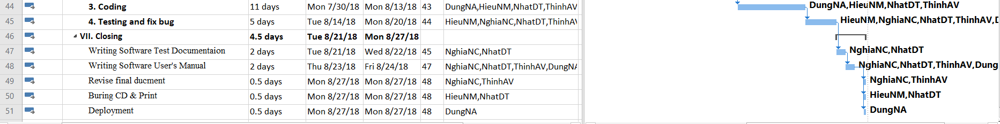 44 3. Coding 11 days Mon 7/30/18 Mon 8/13/18 43 DungNA,HieuNM,NhatDT,ThinhAV DungNA,HieuNM,NhatDT,ThinhAV
45 4. Testing and fix bug 5 days Tue 8/14/18 Mon 8/20/18 44 HieuNM,NghiaNC,NhatDT,ThinhAV HieuNM,NghiaNC,NhatDT,ThinhAV,D
46 VII. Closing 4.5 days Tue 8/21/18 Mon 8/27/18
47 Writing Software Test Documentaion 2 days Tue 8/21/18 Wed 8/22/18 45 NghiaNC,NhatDT NghiaNC,NhatDT
48 Writing Software User's Manual 2 days Thu 8/23/18 Fri 8/24/18 47 NghiaNC,NhatDT,ThinhAV,DungNA NghiaNC,NhatDT,ThinhAV,Dung
49 Revise final ducment 0.5 days Mon 8/27/18 Mon 8/27/18 48 NghiaNC,ThinhAV NghiaNC,ThinhAV
50 Buring CD & Print 0.5 days Mon 8/27/18 Mon 8/27/18 48 HieuNM,NhatDT HieuNM,NhatDT
51 Deployment 0.5 days Mon 8/27/18 Mon 8/27/18 48 DungNA DungNA